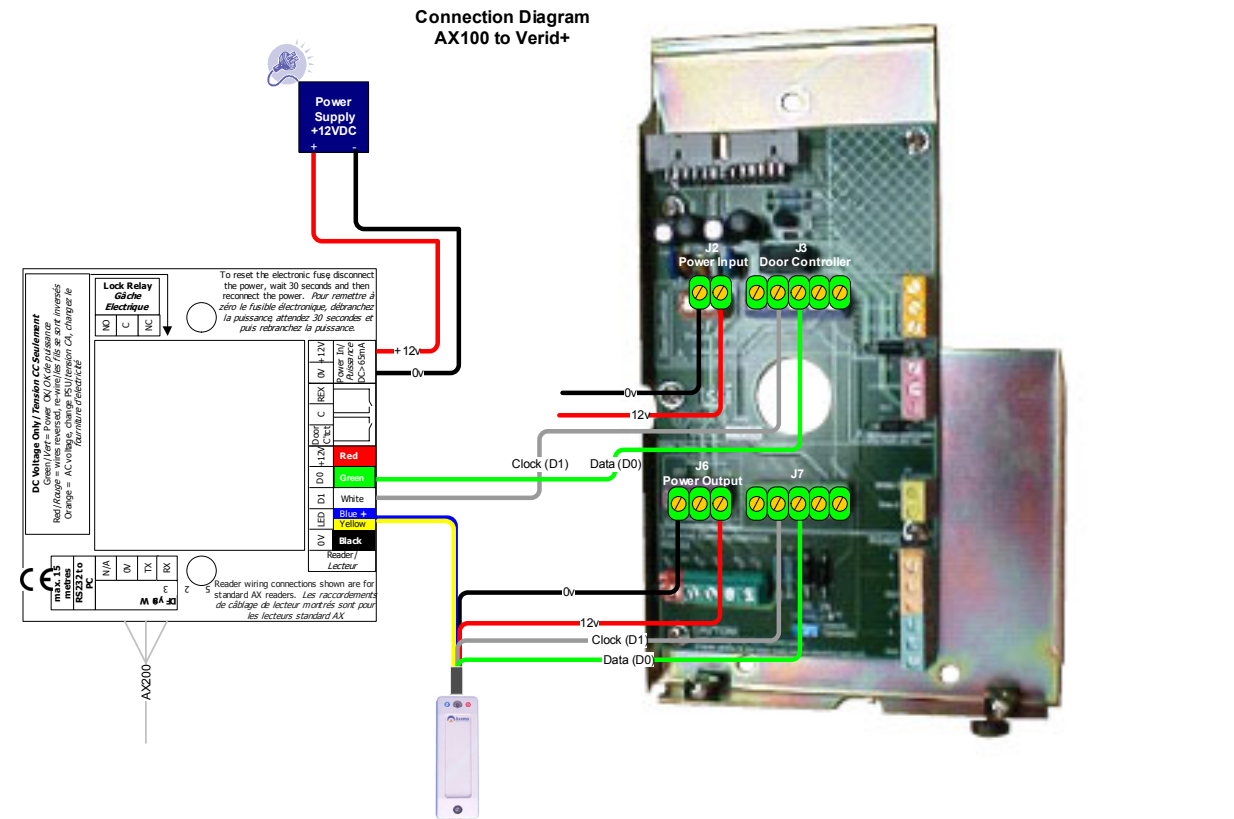 Connection Diagram
AX100 to Verid+
Power
Supply
+12VDC
+ -
DC Voltage Only / Tension CC Seulement
Green/Vert = Power OK/ OK de puissance
Red/Rouge = wires reversed, re-wire/les fils se sont inversés
Orange = AC voltage, change PSU/tension CA, changez le
fourniture d'electricité
Lock Relay
Gâche
Electrique
NO
C
NC
To reset the electronic fuse, disconnect
the power, wait 30 seconds and then
reconnect the power. Pour remettre à
zéro le fusible électronique, débranchez
la puissance, attendez 30 secondes et
puis rebranchez la puissance.
+12V
0V
Power In/
Puissance
DC>65mA
REX
C
Door
C'tct
+12V
Red
D0
Green
D1
White
LED
Blue +
Yellow
0V
Black
Reader/
Lecteur
+ 12v
0v
max. 15
metres
RS232 to
PC
N/A
0V
TX
RX
3 2 5
Reader wiring connections shown are for
standard AX readers. Les raccordements
de câblage de lecteur montrés sont pour
les lecteurs standard AX
AX200
J2
Power Input
J3
Door Controller
0v
12v
Clock (D1)
Data (D0)
J6
Power Output
J7
0v
12v
Clock (D1)
Data (D0)